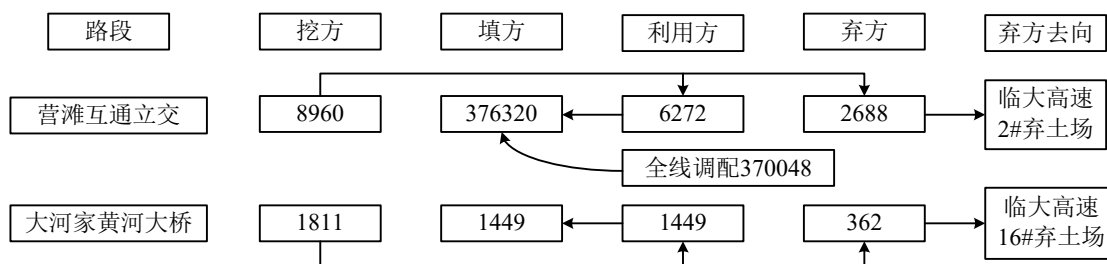 路段 挖方 填方 利用方 弃方 弃方去向
营滩互通立交 8960 376320 6272 2688 临大高速
2#弃土场
全线调配370048
大河家黄河大桥 1811 1449 1449 362 临大高速
16#弃土场